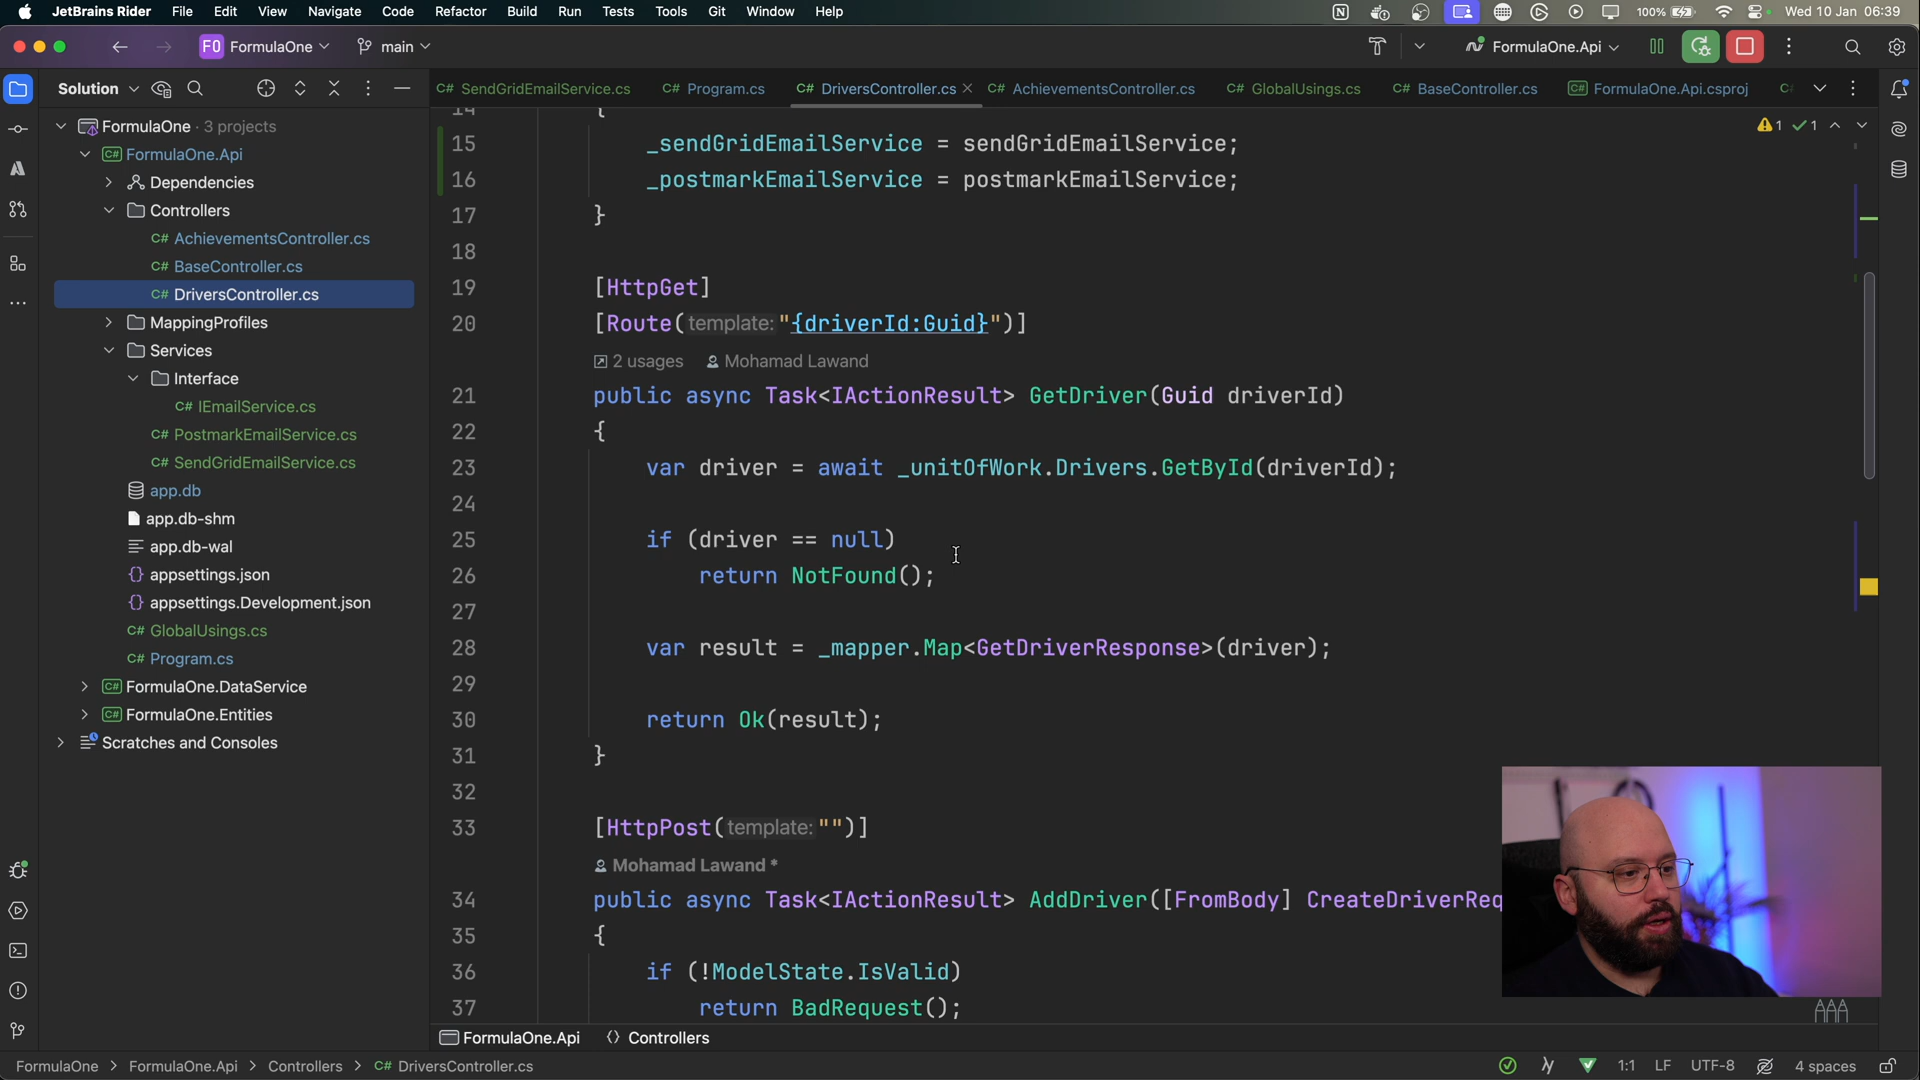 JetBrains Rider File Edit View Navigate Code Refactor Build Run Tests Tools Git Window Help 100% Wed 10 Jan 06:39
FO FormulaOne main FormulaOne.Api
Solution
SendGridEmailService.cs Program.cs DriversController.cs AchievementsController.cs GlobalUsings.cs BaseController.cs FormulaOne.Api.csproj
FormulaOne · 3 projects
FormulaOne.Api
Dependencies
Controllers
C# AchievementsController.cs
C# BaseController.cs
C# DriversController.cs
MappingProfiles
Services
Interface
C# IEmailService.cs
C# PostmarkEmailService.cs
C# SendGridEmailService.cs
app.db
app.db-shm
app.db-wal
{} appsettings.json
{} appsettings.Development.json
C# GlobalUsings.cs
C# Program.cs
FormulaOne.DataService
FormulaOne.Entities
Scratches and Consoles
1 1
14 {
15 _sendGridEmailService = sendGridEmailService;
16 _postmarkEmailService = postmarkEmailService;
17 }
18
19 [HttpGet]
20 [Route( template: "{driverId:Guid}")]
2 usages Mohamad Lawand
21 public async Task<IActionResult> GetDriver(Guid driverId)
22 {
23 var driver = await _unitOfWork.Drivers.GetById(driverId);
24
25 if (driver == null)
26 return NotFound();
27
28 var result = _mapper.Map<GetDriverResponse>(driver);
29
30 return Ok(result);
31 }
32
33 [HttpPost( template: "")]
Mohamad Lawand *
34 public async Task<IActionResult> AddDriver([FromBody] CreateDriverReq
35 {
36 if (!ModelState.IsValid)
37 return BadRequest();
FormulaOne.Api Controllers
FormulaOne > FormulaOne.Api > Controllers > C# DriversController.cs 1:1 LF UTF-8 4 spaces